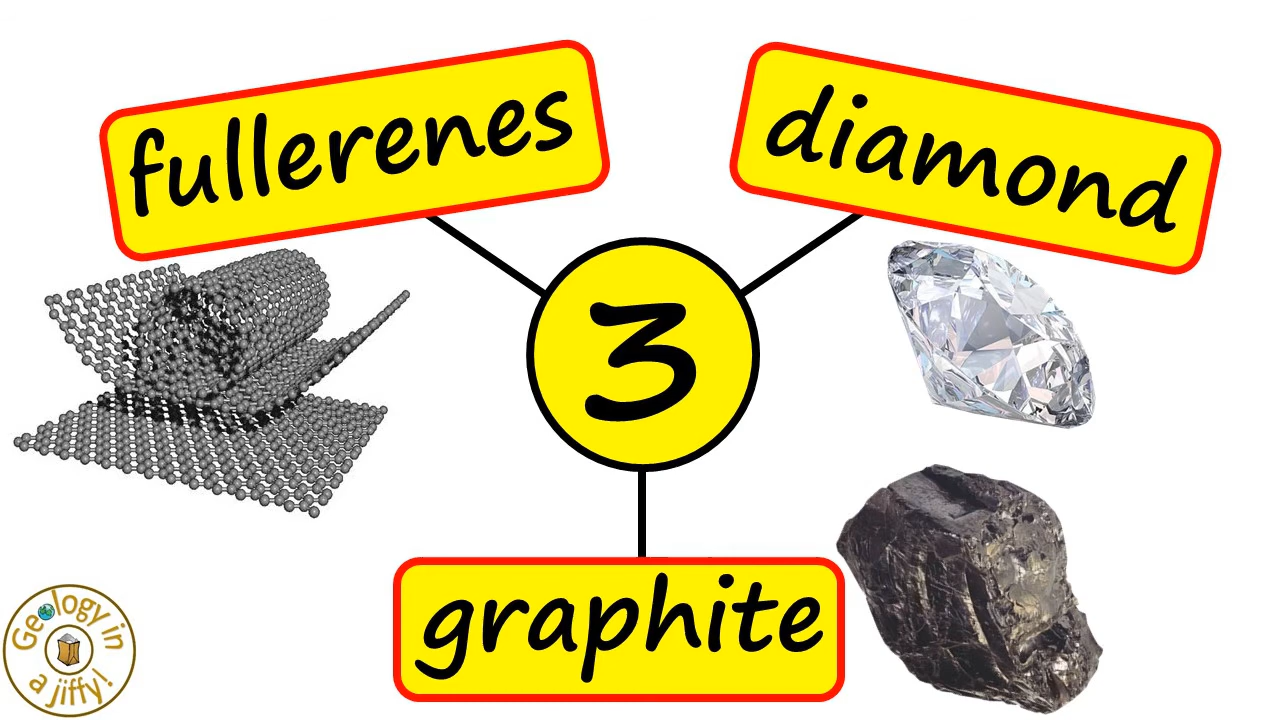 fullerenes
diamond
3
graphite
Geology in
a jiffy!